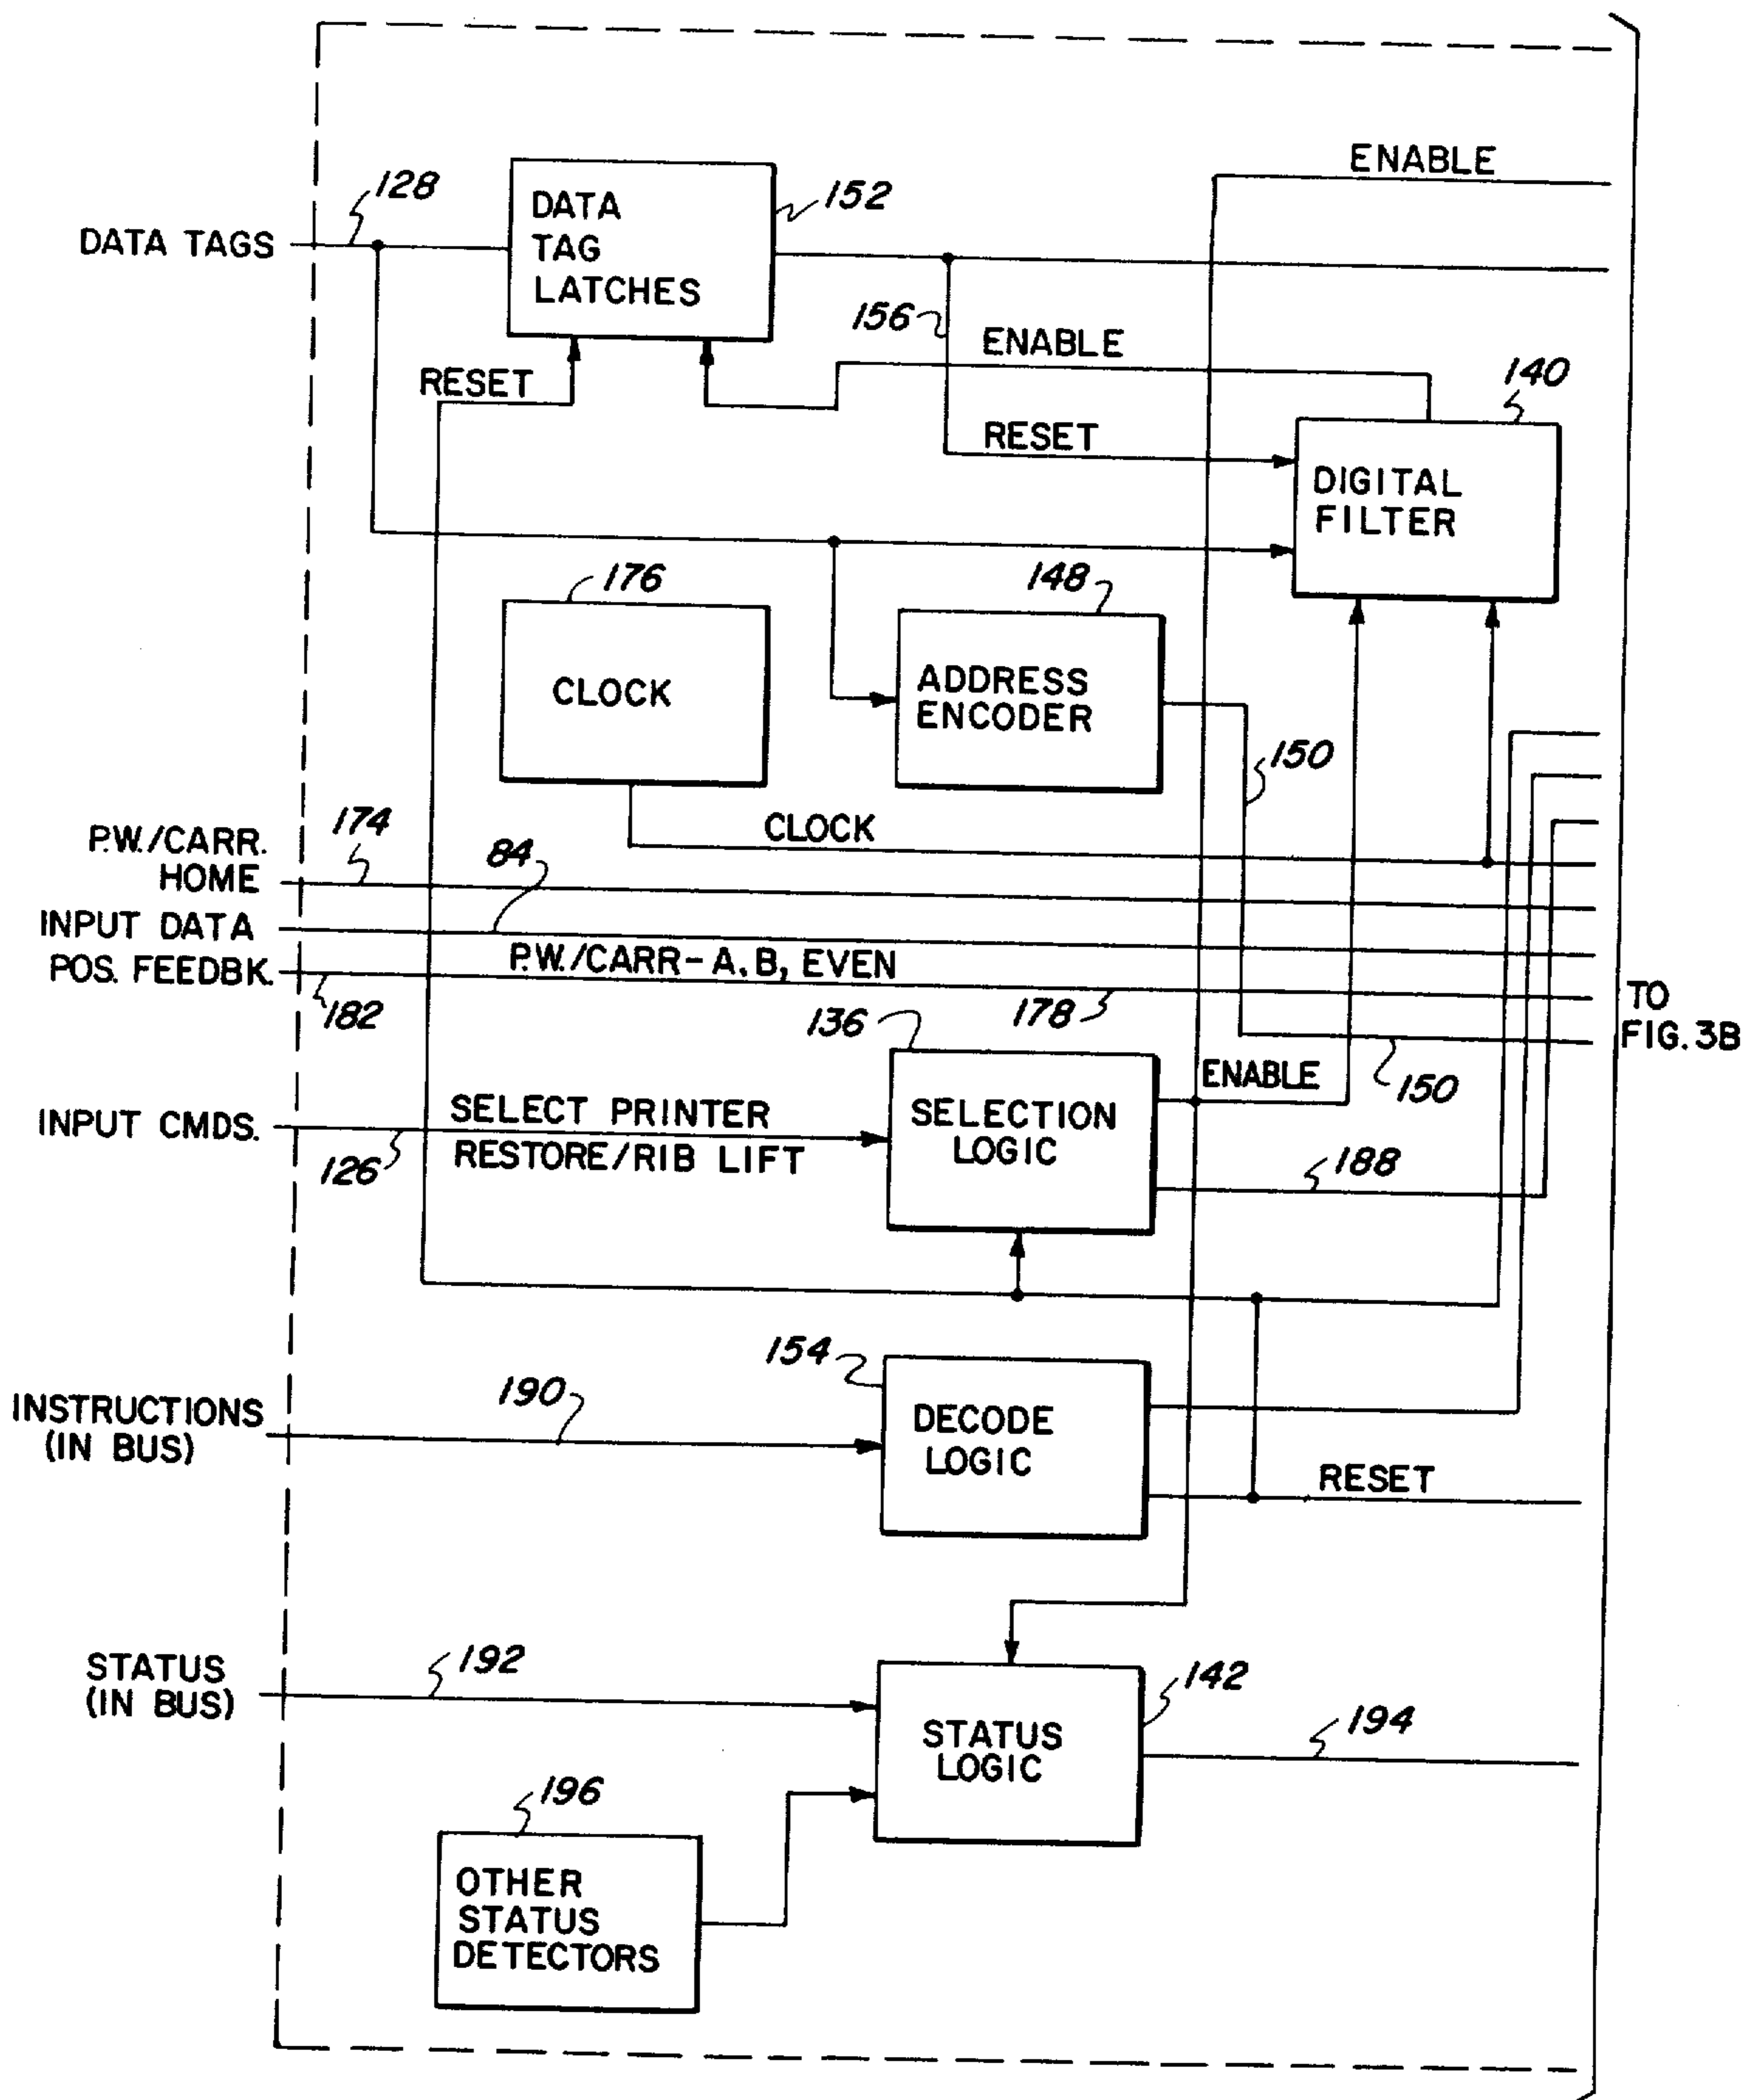 ENABLE
128
152
DATA TAGS
DATA
TAG
LATCHES
156
ENABLE
RESET
140
RESET
DIGITAL
FILTER
176
148
CLOCK
ADDRESS
ENCODER
150
P.W./CARR.
HOME
174
CLOCK
84
INPUT DATA
POS. FEEDBK.
P.W./CARR-A, B, EVEN
182
178
TO
FIG. 3B
136
150
ENABLE
INPUT CMDS.
SELECT PRINTER
RESTORE/RIB LIFT
126
SELECTION
LOGIC
188
154
INSTRUCTIONS
(IN BUS)
190
DECODE
LOGIC
RESET
STATUS
(IN BUS)
192
142
STATUS
LOGIC
194
196
OTHER
STATUS
DETECTORS